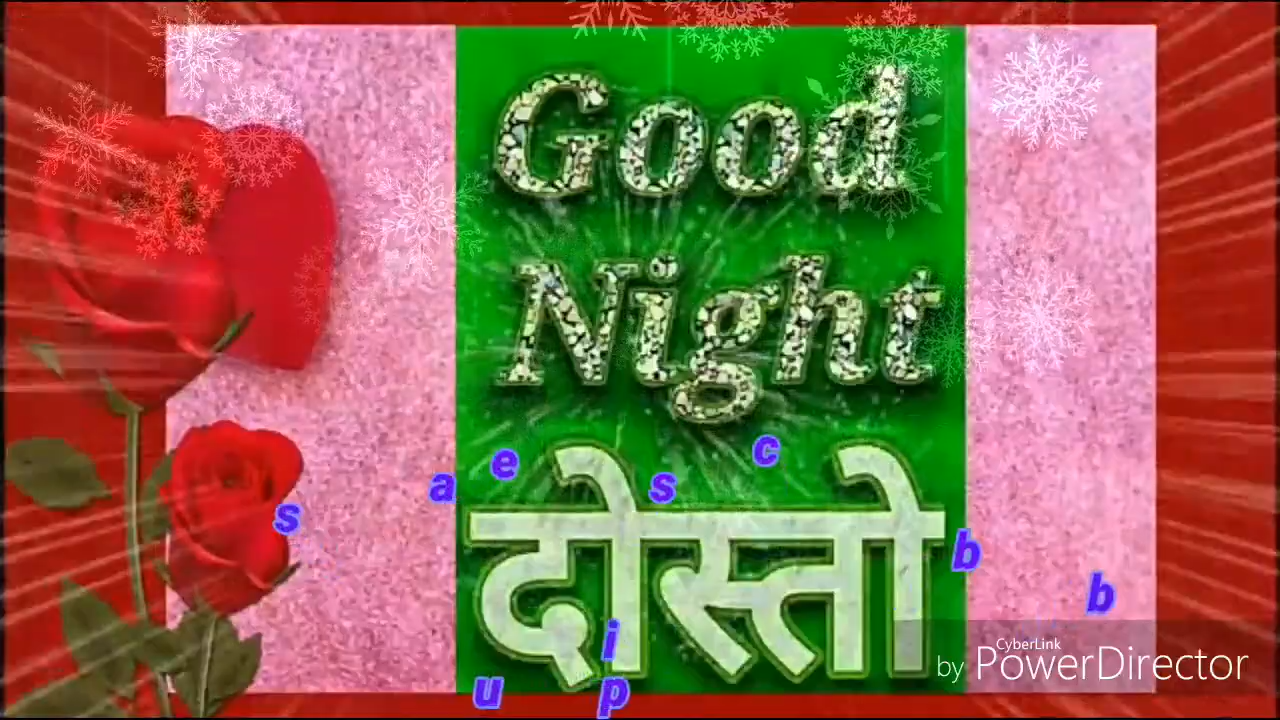 Good
Night
दोस्तो
a e s c
s
b
b
i
u p
CyberLink
by PowerDirector